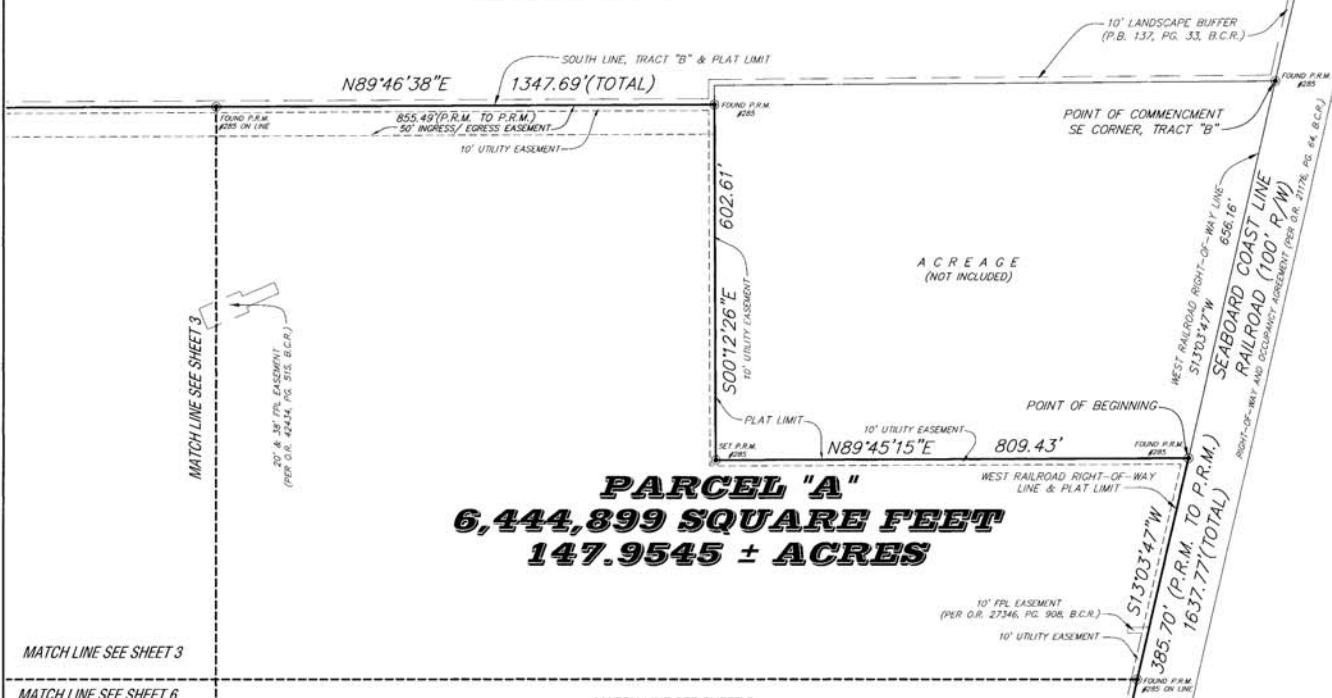 10' LANDSCAPE BUFFER
(P.B. 137, PG. 33, B.C.R.)
SOUTH LINE, TRACT "B" & PLAT LIMIT
N89°46'38"E 1347.69'(TOTAL)
FOUND P.R.M.
#285
FOUND P.R.M.
#285 ON LINE
855.49'(P.R.M. TO P.R.M.)
50' INGRESS/ EGRESS EASEMENT
10' UTILITY EASEMENT
FOUND P.R.M.
#285
POINT OF COMMENCMENT
SE CORNER, TRACT "B"
602.61'
S00°12'26"E
10' UTILITY EASEMENT
ACREAGE
(NOT INCLUDED)
WEST RAILROAD RIGHT-OF-WAY LINE
S13°03'47"W 656.16'
SEABOARD COAST LINE
RAILROAD (100' R/W)
RIGHT-OF-WAY AND OCCUPANCY AGREEMENT (PER O.R. 21176, PG. 64, B.C.R.)
MATCH LINE SEE SHEET 3
20' & 38' FPL EASEMENT
(PER O.R. 42434, PG. 515, B.C.R.)
PLAT LIMIT
POINT OF BEGINNING
SET P.R.M.
#285
10' UTILITY EASEMENT
N89°45'15"E 809.43'
FOUND P.R.M.
#285
WEST RAILROAD RIGHT-OF-WAY
LINE & PLAT LIMIT
PARCEL "A"
6,444,899 SQUARE FEET
147.9545 ± ACRES
S13°03'47"W
385.70' (P.R.M. TO P.R.M.)
1637.77'(TOTAL)
10' FPL EASEMENT
(PER O.R. 27346, PG. 908, B.C.R.)
10' UTILITY EASEMENT
MATCH LINE SEE SHEET 3
FOUND P.R.M.
#285 ON LINE
MATCH LINE SEE SHEET 6